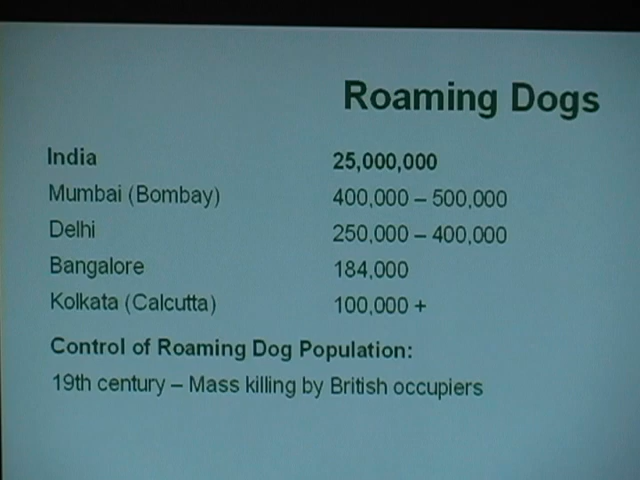 Roaming Dogs
India 25,000,000
Mumbai (Bombay) 400,000 – 500,000
Delhi 250,000 – 400,000
Bangalore 184,000
Kolkata (Calcutta) 100,000 +
Control of Roaming Dog Population:
19th century – Mass killing by British occupiers